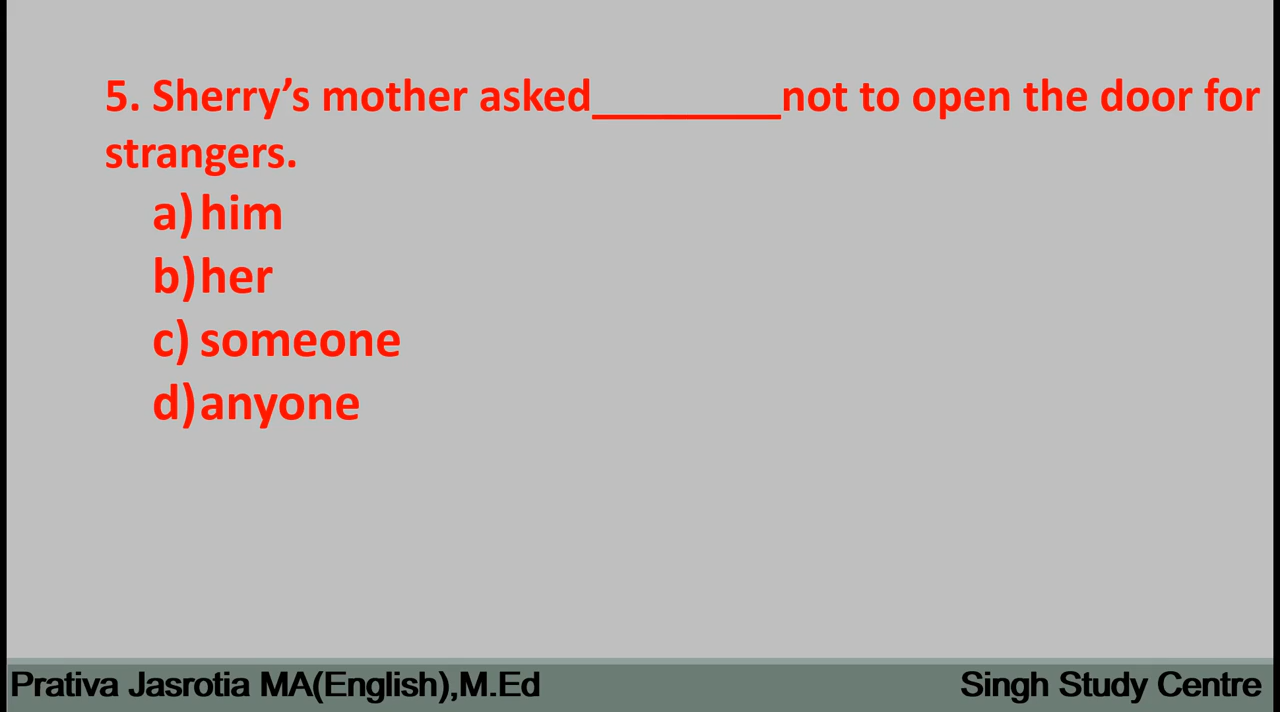 5. Sherry’s mother asked________not to open the door for
strangers.
a) him
b) her
c) someone
d) anyone
Prativa Jasrotia MA(English),M.Ed
Singh Study Centre